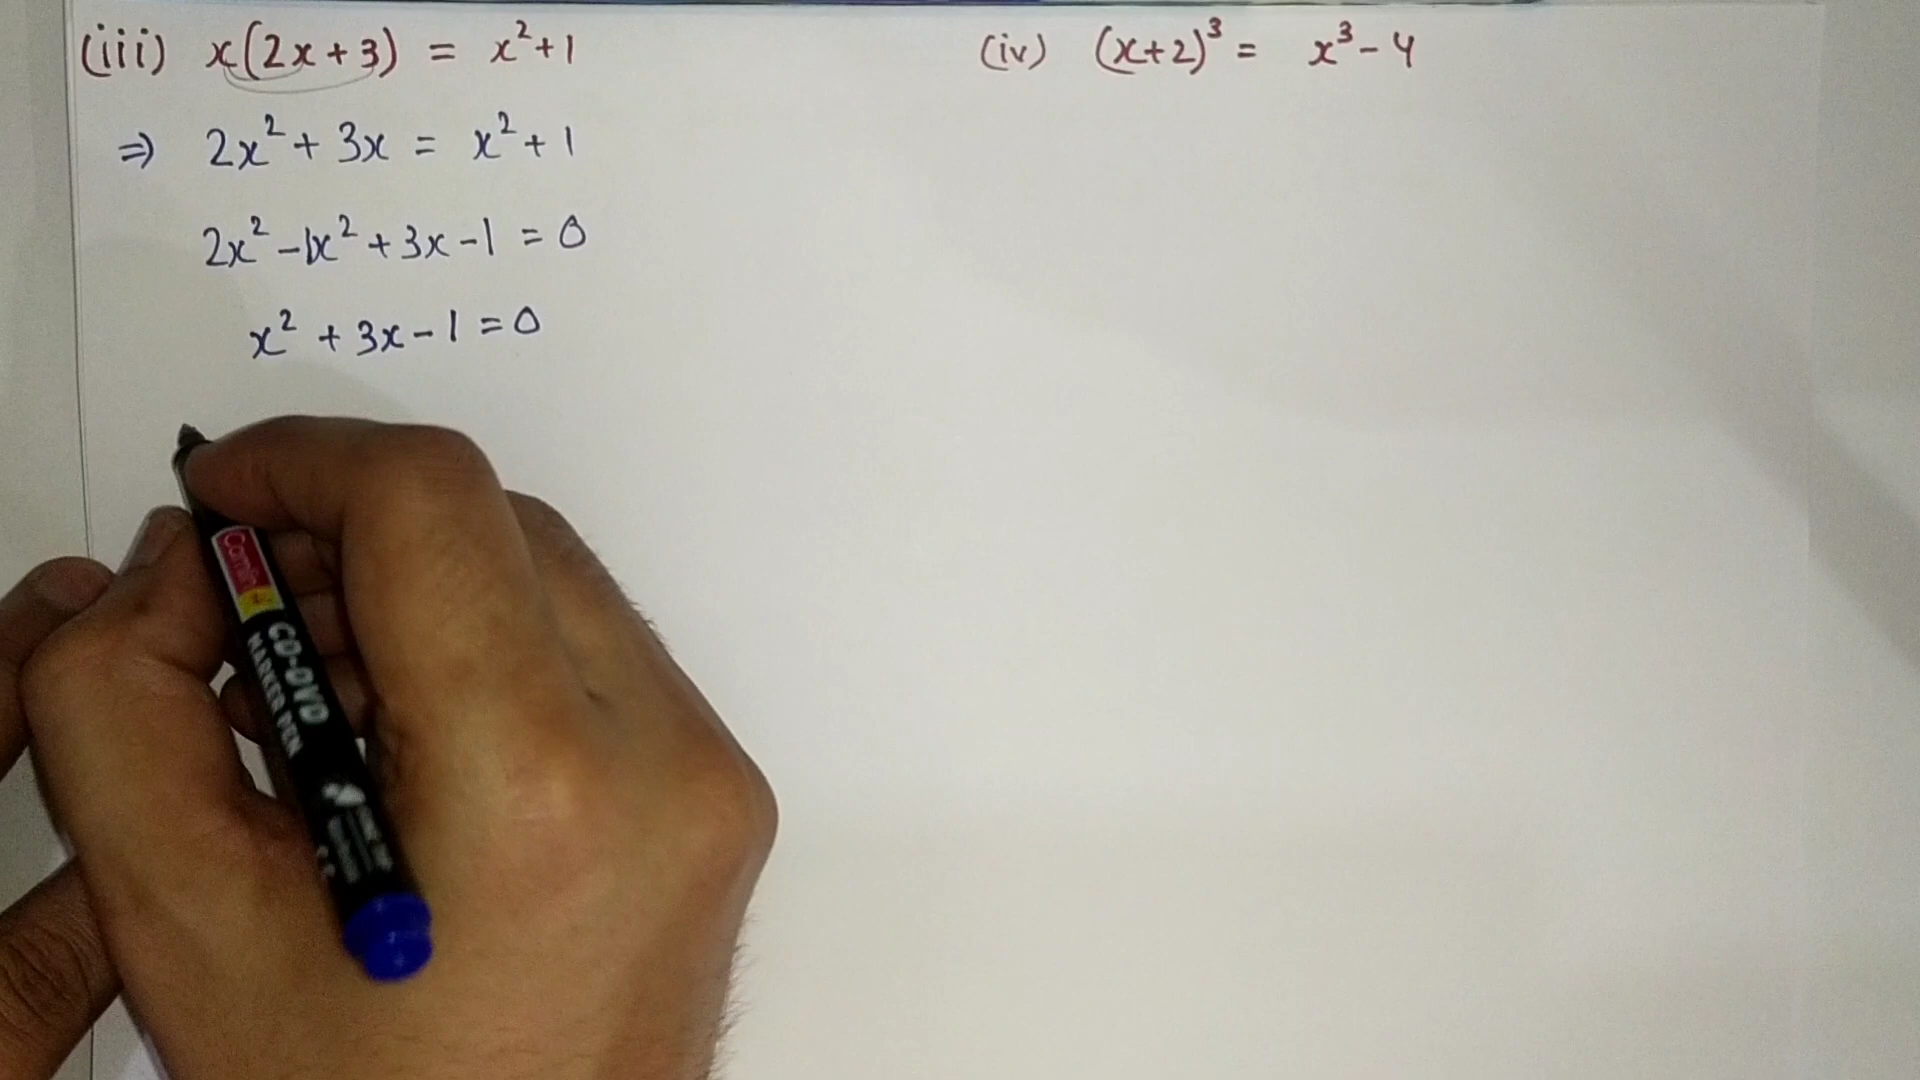 (iii) x(2x+3) = x²+1
⇒ 2x² + 3x = x² + 1
2x² - 1x² + 3x - 1 = 0
x² + 3x - 1 = 0
(iv) (x+2)³ = x³ - 4
Camlin
CD-DVD
MARKER PEN